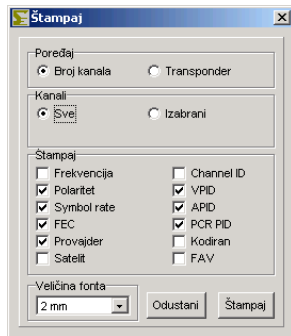 Štampaj
Poređaj
Broj kanala Transponder
Kanali
Sve Izabrani
Štampaj
Frekvencija Channel ID
Polaritet VPID
Symbol rate APID
FEC PCR PID
Provajder Kodiran
Satelit FAV
Veličina fonta
2 mm Odustani Štampaj